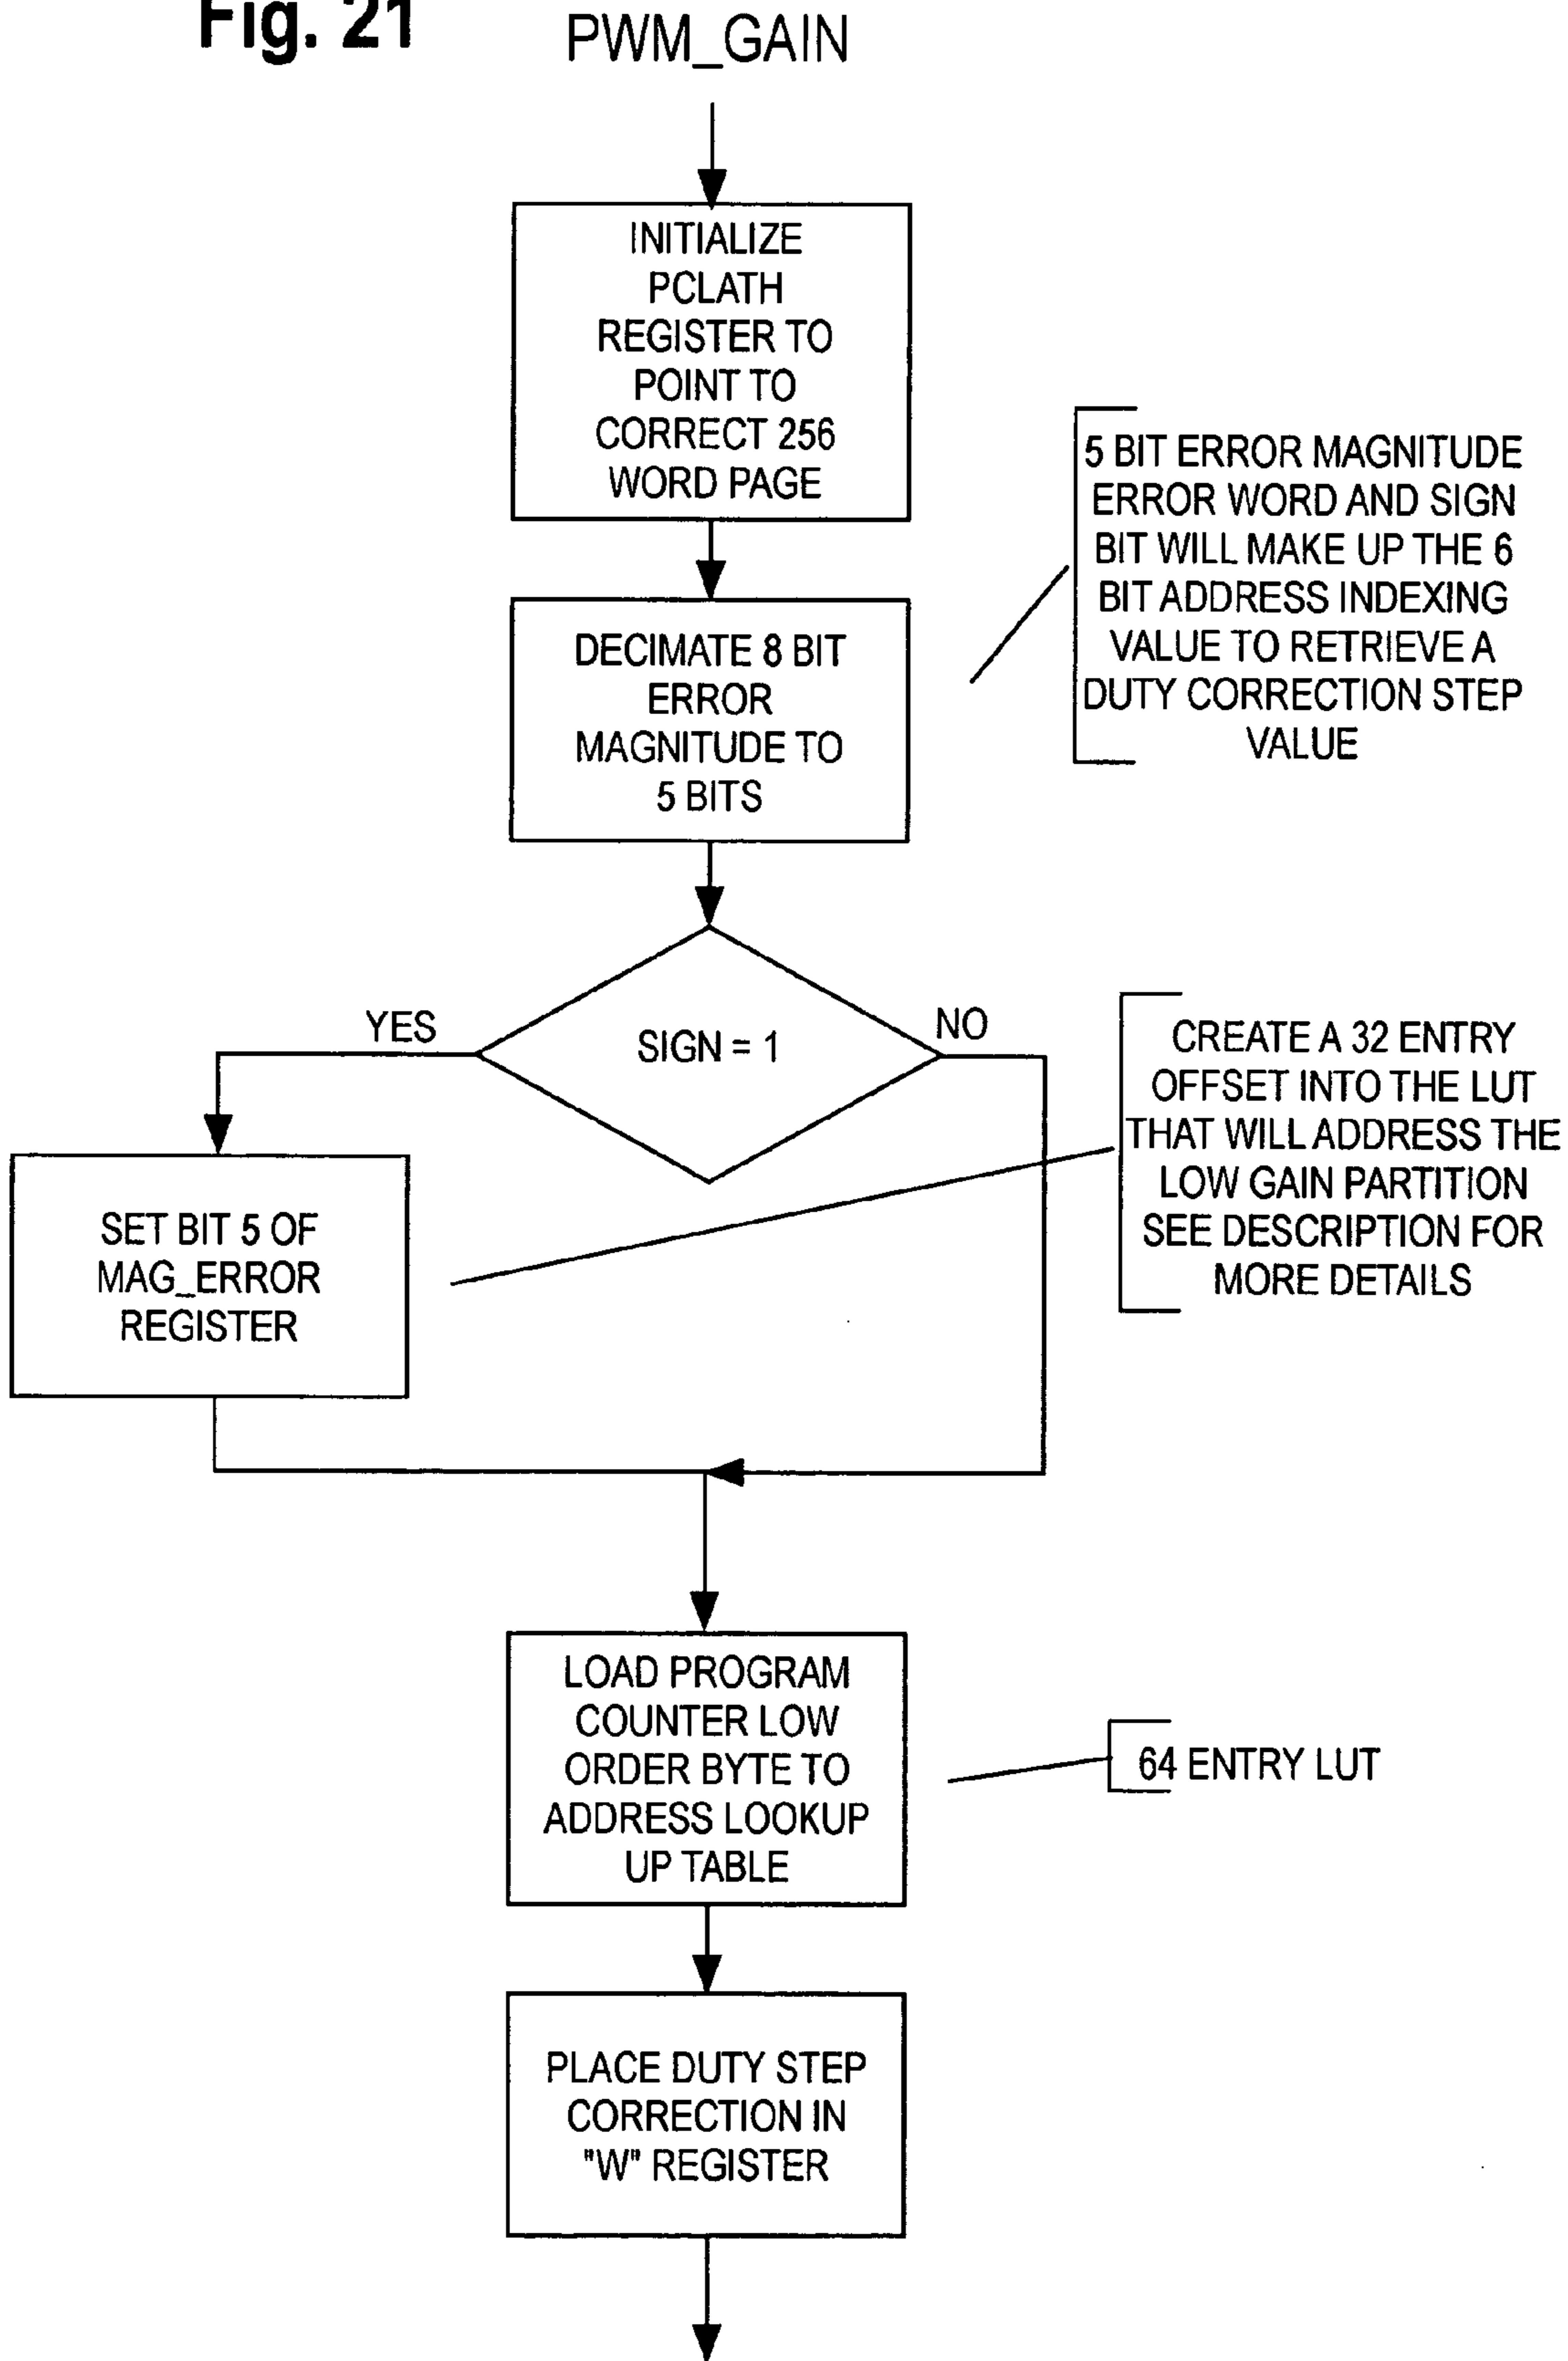 Fig. 21
PWM_GAIN
INITIALIZE
PCLATH
REGISTER TO
POINT TO
CORRECT 256
WORD PAGE
5 BIT ERROR MAGNITUDE
ERROR WORD AND SIGN
BIT WILL MAKE UP THE 6
BIT ADDRESS INDEXING
VALUE TO RETRIEVE A
DUTY CORRECTION STEP
VALUE
DECIMATE 8 BIT
ERROR
MAGNITUDE TO
5 BITS
YES
SIGN = 1
NO
CREATE A 32 ENTRY
OFFSET INTO THE LUT
THAT WILL ADDRESS THE
LOW GAIN PARTITION
SEE DESCRIPTION FOR
MORE DETAILS
SET BIT 5 OF
MAG_ERROR
REGISTER
LOAD PROGRAM
COUNTER LOW
ORDER BYTE TO
ADDRESS LOOKUP
UP TABLE
64 ENTRY LUT
PLACE DUTY STEP
CORRECTION IN
"W" REGISTER